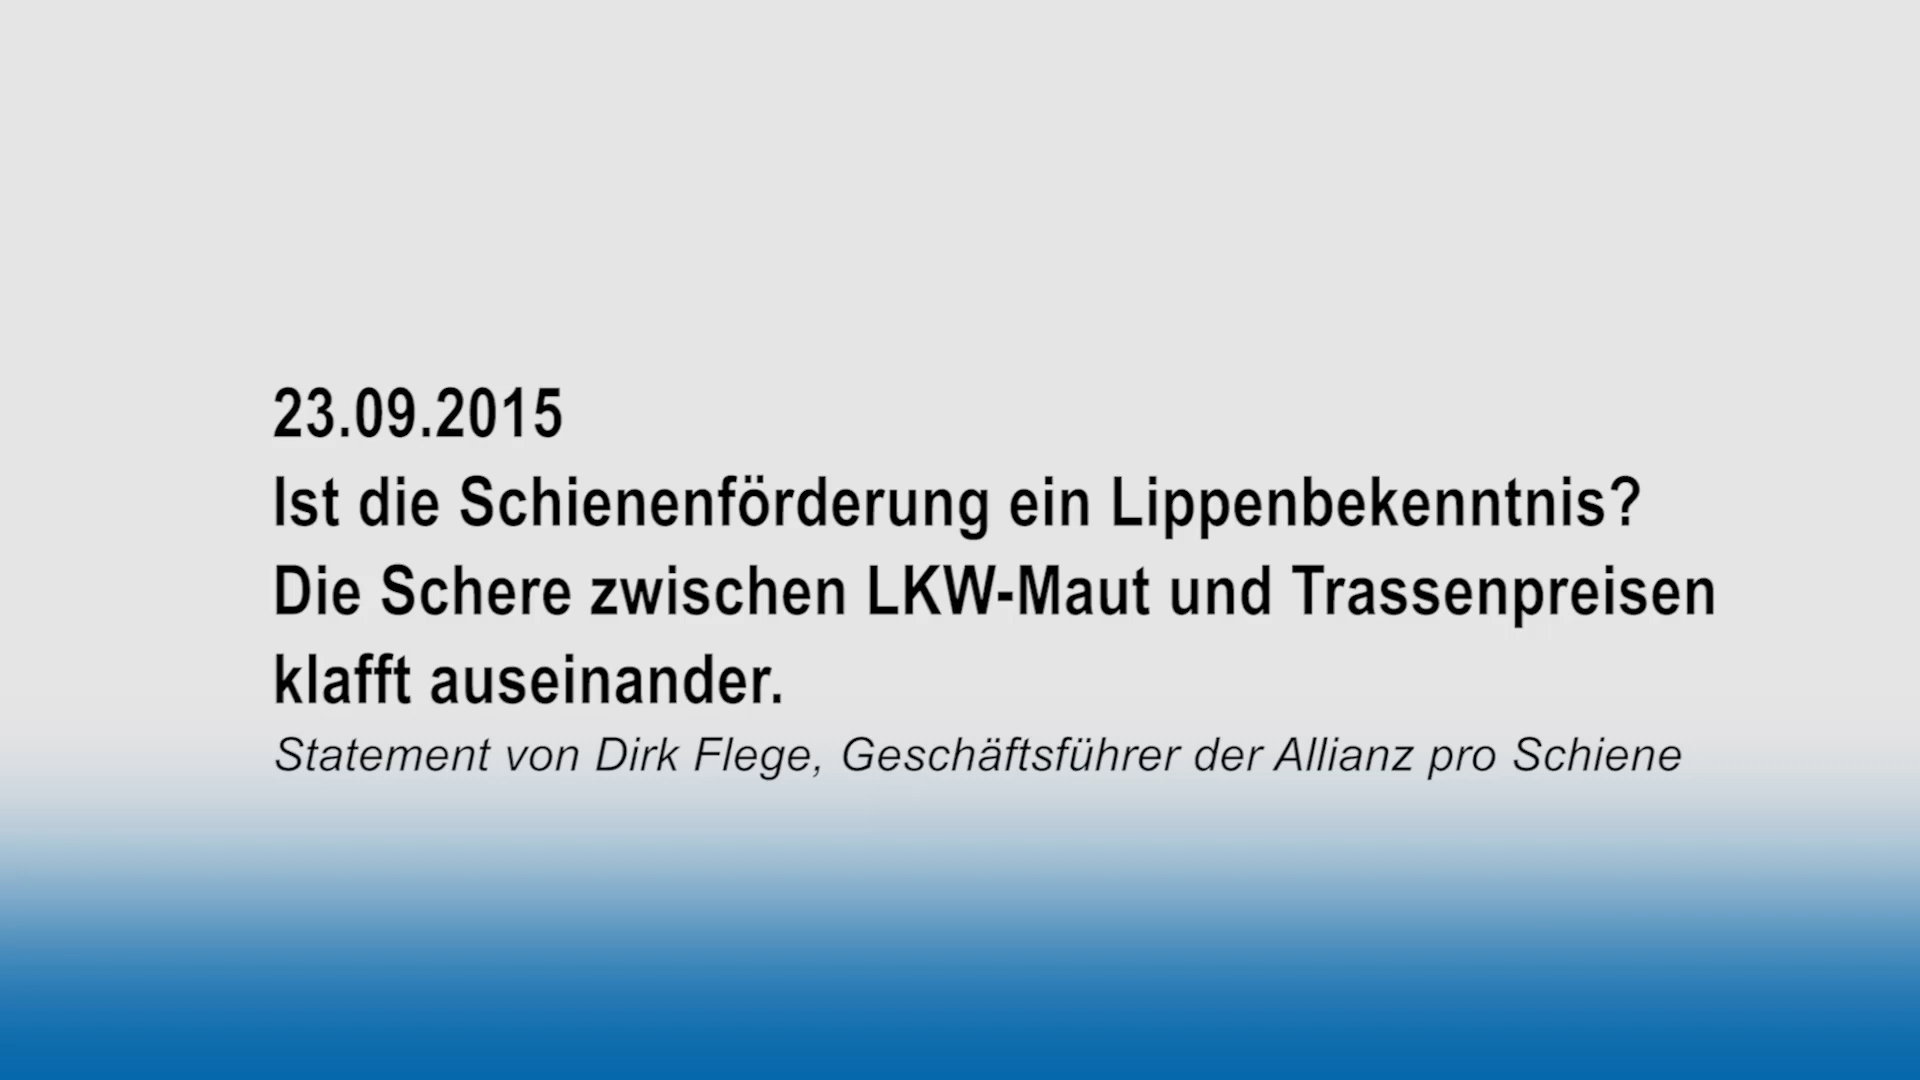 23.09.2015
Ist die Schienenförderung ein Lippenbekenntnis?
Die Schere zwischen LKW-Maut und Trassenpreisen
klafft auseinander.
Statement von Dirk Flege, Geschäftsführer der Allianz pro Schiene